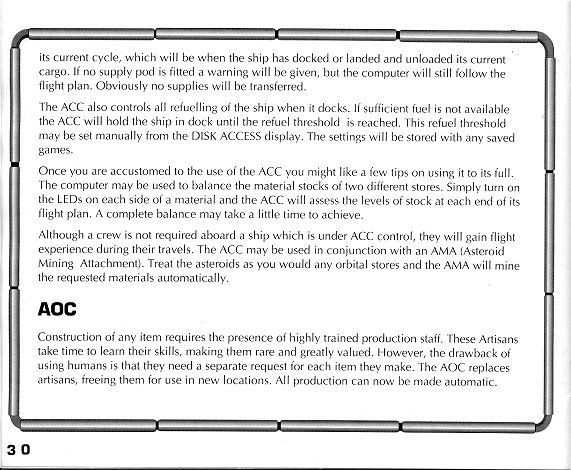 its current cycle, which will be when the ship has docked or landed and unloaded its current
cargo. If no supply pod is fitted a warning will be given, but the computer will still follow the
flight plan. Obviously no supplies will be transferred.
The ACC also controls all refuelling of the ship when it docks. If sufficient fuel is not available
the ACC will hold the ship in dock until the refuel threshold is reached. This refuel threshold
may be set manually from the DISK ACCESS display. The settings will be stored with any saved
games.
Once you are accustomed to the use of the ACC you might like a few tips on using it to its full.
The computer may be used to balance the material stocks of two different stores. Simply turn on
the LEDs on each side of a material and the ACC will assess the levels of stock at each end of its
flight plan. A complete balance may take a little time to achieve.
Although a crew is not required aboard a ship which is under ACC control, they will gain flight
experience during their travels. The ACC may be used in conjunction with an AMA (Asteroid
Mining Attachment). Treat the asteroids as you would any orbital stores and the AMA will mine
the requested materials automatically.
AOC
Construction of any item requires the presence of highly trained production staff. These Artisans
take time to learn their skills, making them rare and greatly valued. However, the drawback of
using humans is that they need a separate request for each item they make. The AOC replaces
artisans, freeing them for use in new locations. All production can now be made automatic.
3 0